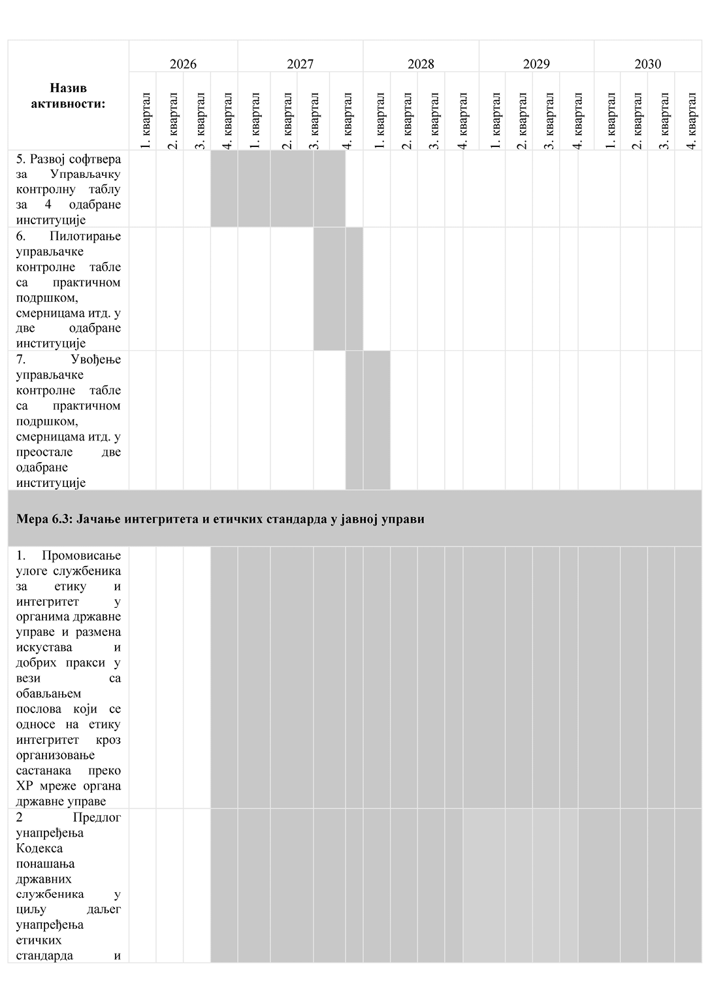 Назив
активности:
2026
2027
2028
2029
2030
1. квартал
2. квартал
3. квартал
4. квартал
1. квартал
2. квартал
3. квартал
4. квартал
1. квартал
2. квартал
3. квартал
4. квартал
1. квартал
2. квартал
3. квартал
4. квартал
1. квартал
2. квартал
3. квартал
4. квартал
5. Развој софтвера
за Управљачку
контролну таблу
за 4 одабране
институције
6. Пилотирање
управљачке
контролне табле
са практичном
подршком,
смерницама итд. у
две одабране
институције
7. Увођење
управљачке
контролне табле
са практичном
подршком,
смерницама итд. у
преостале две
одабране
институције
Мера 6.3: Јачање интегритета и етичких стандарда у јавној управи
1. Промовисање
улоге службеника
за етику и
интегритет у
органима државне
управе и размена
искустава и
добрих пракси у
вези са
обављањем
послова који се
односе на етику
интегритет кроз
организовање
састанака преко
ХР мреже органа
државне управе
2 Предлог
унапређења
Кодекса
понашања
државних
службеника у
циљу даљег
унапређења
етичких
стандарда и